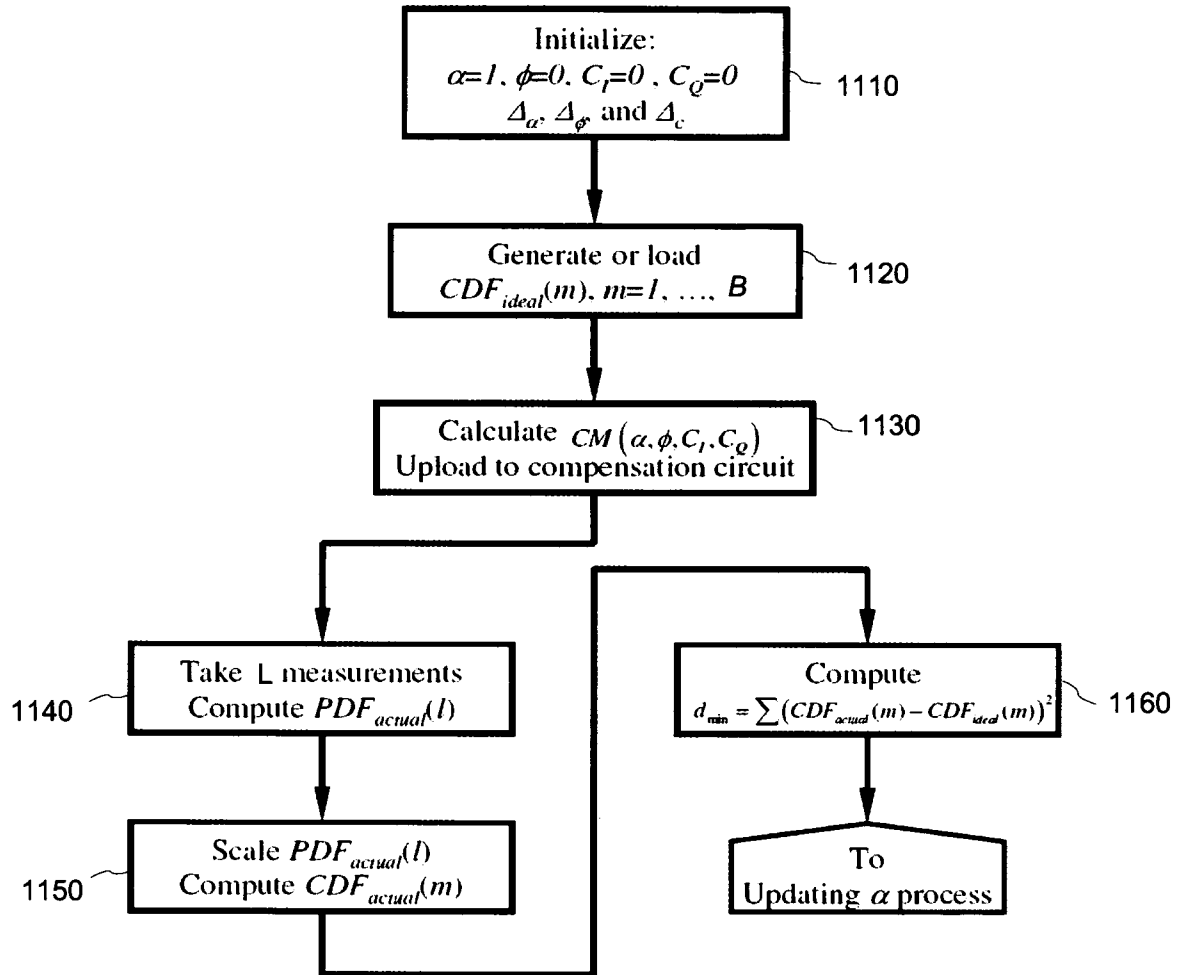 Initialize:
α=1, ϕ=0, C_I=0, C_Q=0
Δ_α, Δ_ϕ, and Δ_c
1110
Generate or load
CDF_ideal(m), m=1, ..., B
1120
Calculate CM(α,ϕ,C_I,C_Q)
Upload to compensation circuit
1130
Take L measurements
Compute PDF_actual(l)
1140
Scale PDF_actual(l)
Compute CDF_actual(m)
1150
Compute
d_min = ∑(CDF_actual(m) − CDF_ideal(m))²
1160
To
Updating α process